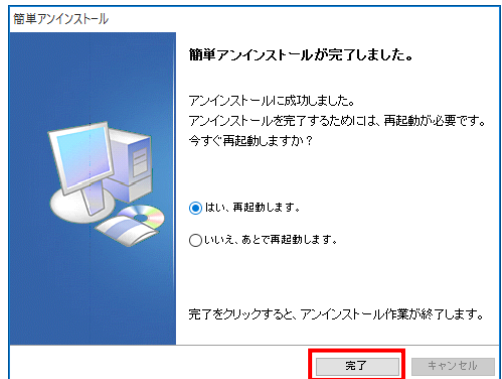 簡単アンインストール
簡単アンインストールが完了しました。
アンインストールに成功しました。
アンインストールを完了するためには、再起動が必要です。
今すぐ再起動しますか？
はい、再起動します。
いいえ、あとで再起動します。
完了をクリックすると、アンインストール作業が終了します。
完了
キャンセル